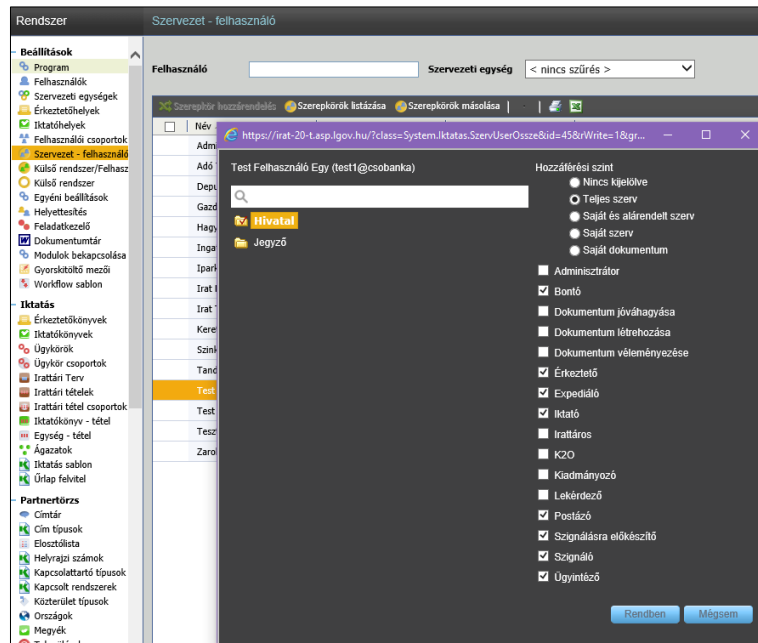 Rendszer
Szervezet - felhasználó
Beállítások
Program
Felhasználók
Szervezeti egységek
Érkeztetőhelyek
Iktatóhelyek
Felhasználói csoportok
Szervezet - felhasználó
Külső rendszer/Felhasz
Külső rendszer
Egyéni beállítások
Helyettesítés
Feladatkezelő
Dokumentumtár
Modulok bekapcsolása
Gyorskitöltő mezői
Workflow sablon
Iktatás
Érkeztetőkönyvek
Iktatókönyvek
Ügykörök
Ügykör csoportok
Irattári Terv
Irattári tételek
Irattári tétel csoportok
Iktatókönyv - tétel
Egység - tétel
Ágazatok
Iktatás sablon
Űrlap felvitel
Partnertörzs
Címtár
Cím típusok
Elosztólista
Helyrajzi számok
Kapcsolattartó típusok
Kapcsolt rendszerek
Közterület típusok
Országok
Megyék
Felhasználó
Szervezeti egység
< nincs szűrés >
Szerepkör hozzárendelés
Szerepkörök listázása
Szerepkörök másolása
Név
Adm
Adó
Depu
Gazd
Hagy
Inga
Ipark
Irat
Irat
Kere
Szink
Tand
Test
Test
Tesz
Zaro
https://irat-20-t.asp.lgov.hu/?class=System.Iktatas.SzervUserOssze&id=45&rWrite=1&gr...
Test Felhasználó Egy (test1@csobanka)
Hivatal
Jegyző
Hozzáférési szint
Nincs kijelölve
Teljes szerv
Saját és alárendelt szerv
Saját szerv
Saját dokumentum
Adminisztrátor
Bontó
Dokumentum jóváhagyása
Dokumentum létrehozása
Dokumentum véleményezése
Érkeztető
Expediáló
Iktató
Irattáros
K2O
Kiadmányozó
Lekérdező
Postázó
Szignálásra előkészítő
Szignáló
Ügyintéző
Rendben
Mégsem